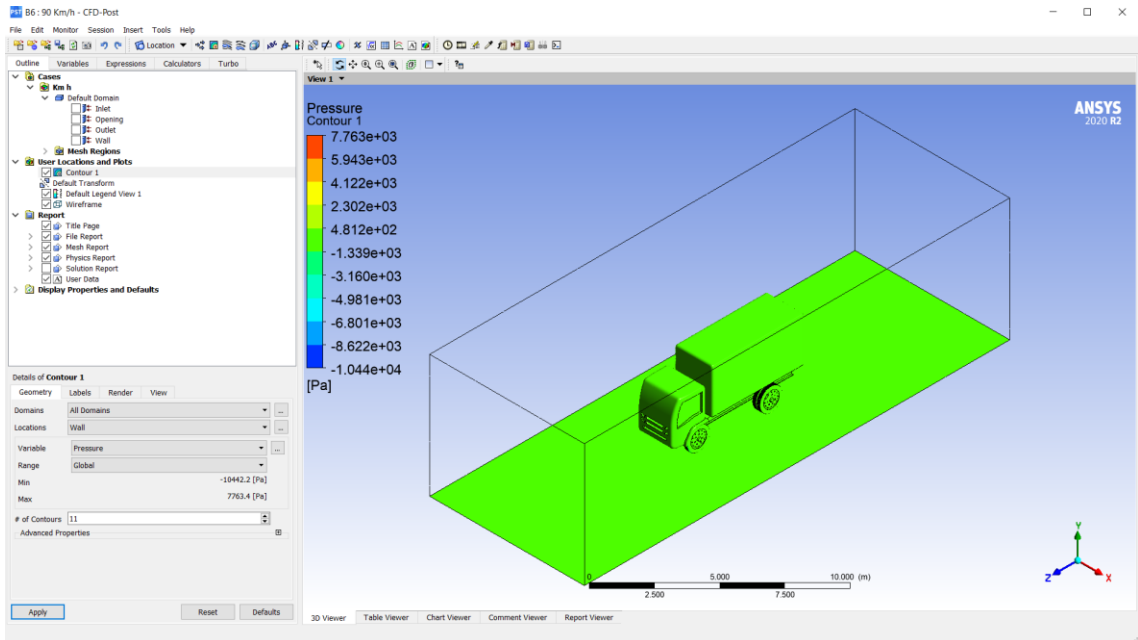 B6 : 90 Km/h - CFD-Post
File Edit Monitor Session Insert Tools Help
Location
Outline Variables Expressions Calculators Turbo
Cases
Km h
Default Domain
Inlet
Opening
Outlet
Wall
Mesh Regions
User Locations and Plots
Contour 1
Default Transform
Default Legend View 1
Wireframe
Report
Title Page
File Report
Mesh Report
Physics Report
Solution Report
User Data
Display Properties and Defaults
Details of Contour 1
Geometry Labels Render View
Domains All Domains ...
Locations Wall ...
Variable Pressure ...
Range Global
Min -10442.2 [Pa]
Max 7763.4 [Pa]
# of Contours 11
Advanced Properties
Apply Reset Defaults
View 1
Pressure
Contour 1
7.763e+03
5.943e+03
4.122e+03
2.302e+03
4.812e+02
-1.339e+03
-3.160e+03
-4.981e+03
-6.801e+03
-8.622e+03
-1.044e+04
[Pa]
ANSYS
2020 R2
0 5.000 10.000 (m)
2.500 7.500
Y
Z X
3D Viewer Table Viewer Chart Viewer Comment Viewer Report Viewer